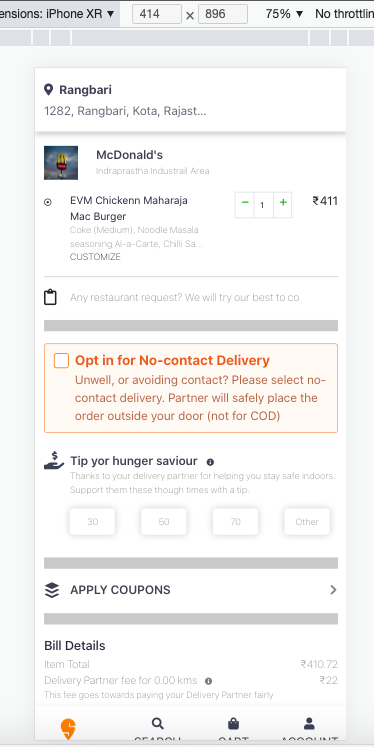 ensions: iPhone XR ▼ 414 x 896 75% ▼ No throttlin
Rangbari
1282, Rangbari, Kota, Rajast...
McDonald's
Indraprastha Industrail Area
EVM Chickenn Maharaja
Mac Burger
− 1 + ₹411
Coke (Medium), Noodle Masala
seasoning Al-a-Carte, Chilli Sa...
CUSTOMIZE
Any restaurant request? We will try our best to co
Opt in for No-contact Delivery
Unwell, or avoiding contact? Please select no-
contact delivery. Partner will safely place the
order outside your door (not for COD)
Tip yor hunger saviour
Thanks to your delivery partner for helping you stay safe indoors.
Support them these though times with a tip.
30 50 70 Other
APPLY COUPONS
Bill Details
Item Total ₹410.72
Delivery Partner fee for 0.00 kms ₹22
This fee goes towards paying your Delivery Partner fairly
SEARCH CART ACCOUNT